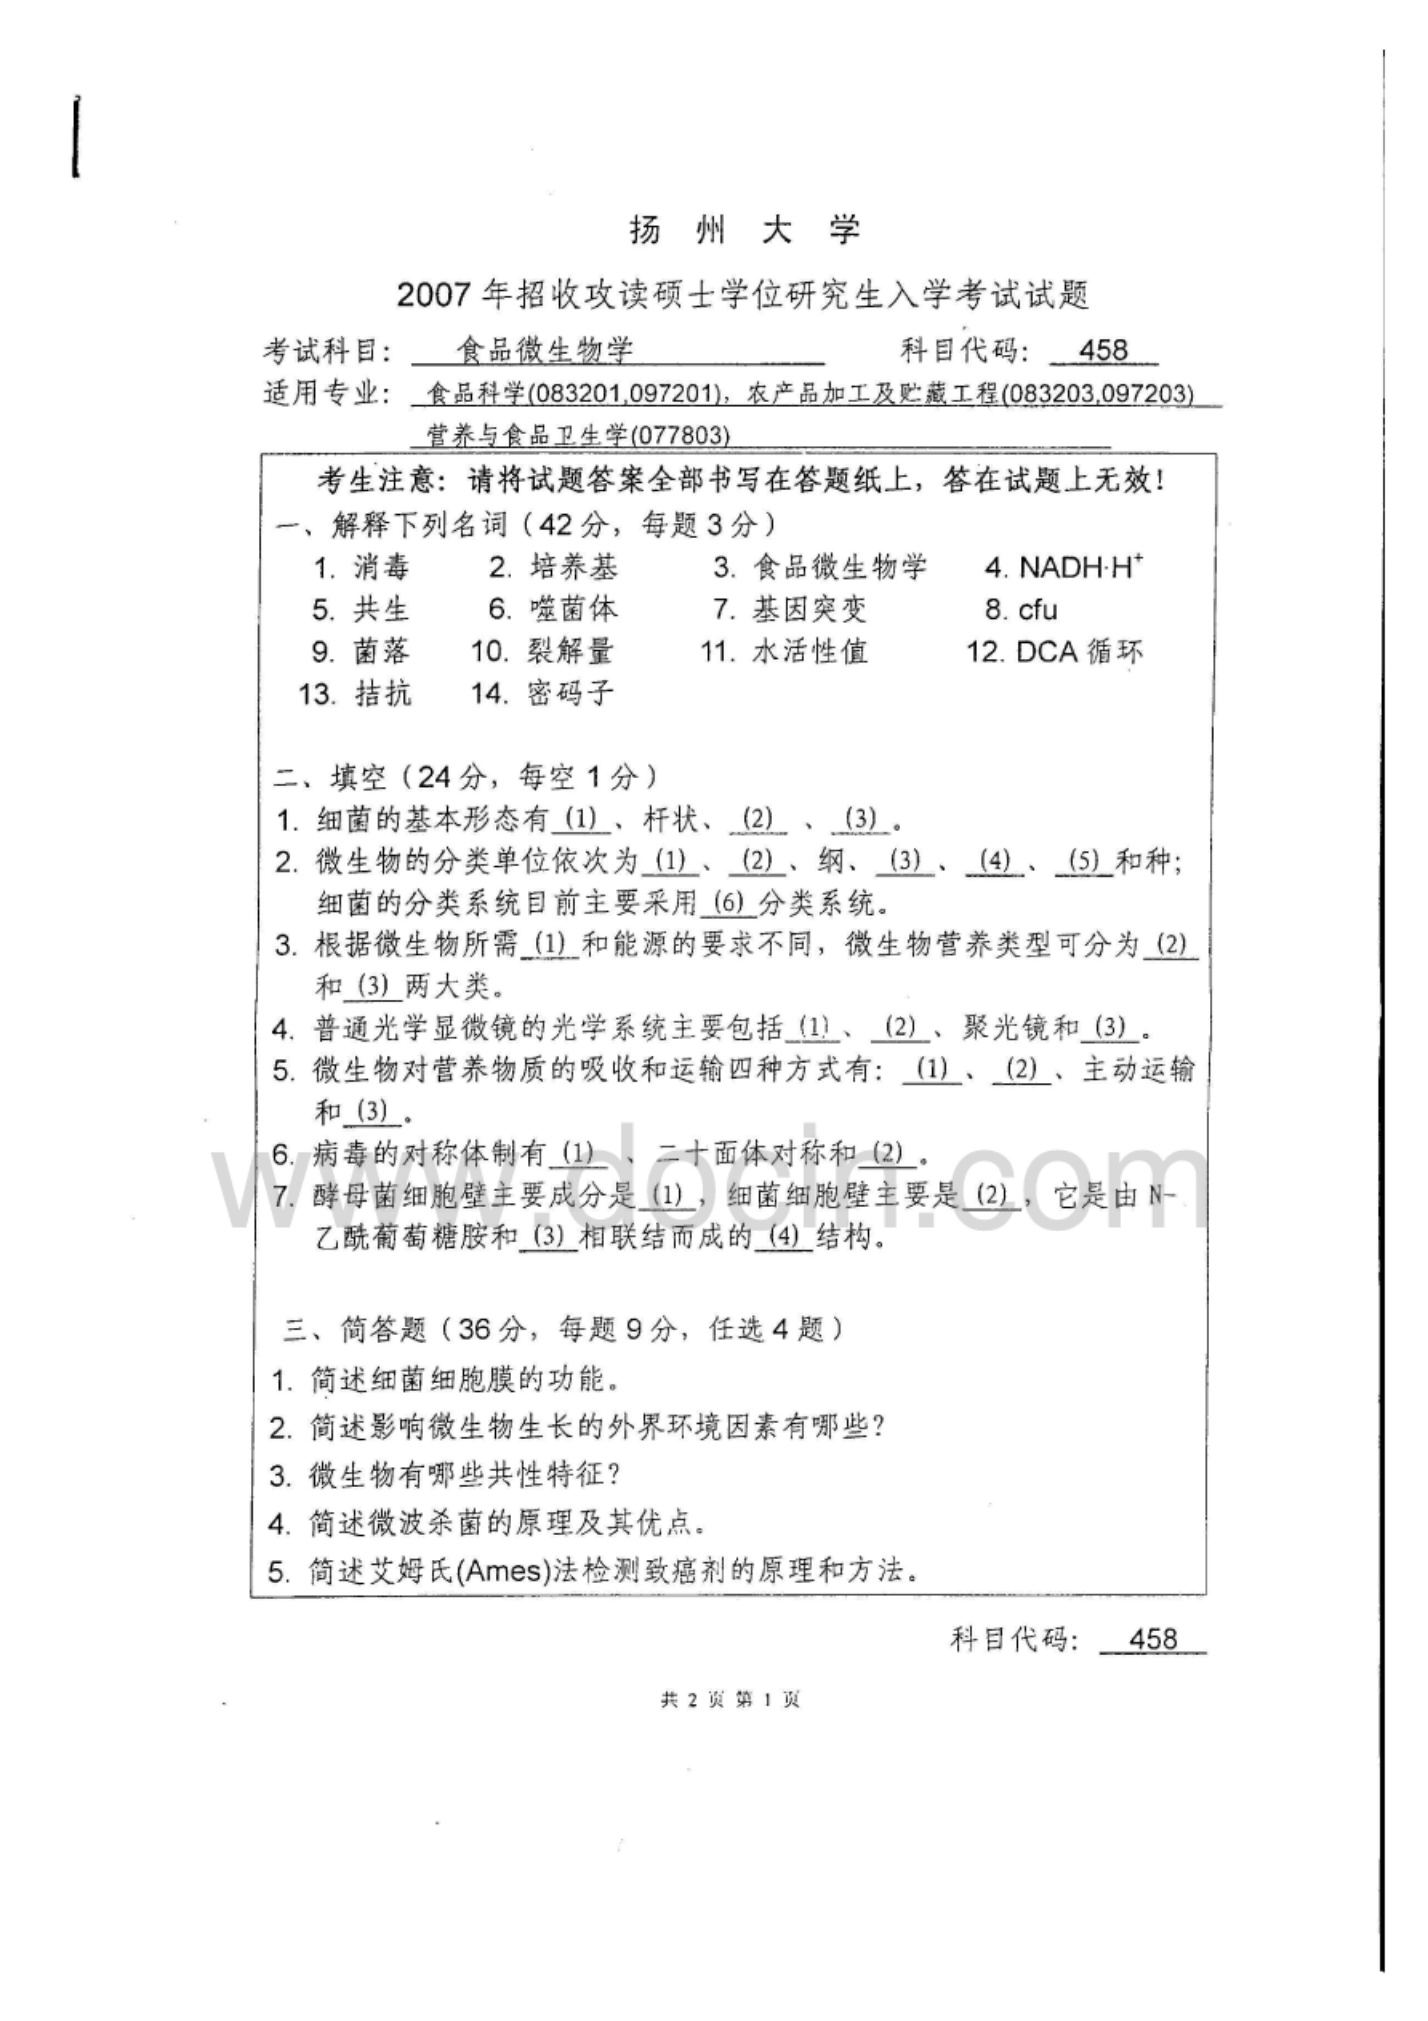 扬 州 大 学
2007 年招收攻读硕士学位研究生入学考试试题
考试科目： 食品微生物学 科目代码： 458
适用专业： 食品科学(083201,097201)，农产品加工及贮藏工程(083203,097203)
营养与食品卫生学(077803)
考生注意：请将试题答案全部书写在答题纸上，答在试题上无效！
一、解释下列名词（42 分，每题 3 分）
1. 消毒 2. 培养基 3. 食品微生物学 4. NADH·H⁺
5. 共生 6. 噬菌体 7. 基因突变 8. cfu
9. 菌落 10. 裂解量 11. 水活性值 12. DCA 循环
13. 拮抗 14. 密码子
二、填空（24 分，每空 1 分）
1. 细菌的基本形态有 (1) 、杆状、 (2) 、 (3) 。
2. 微生物的分类单位依次为 (1) 、 (2) 、纲、 (3) 、 (4) 、 (5) 和种；
细菌的分类系统目前主要采用 (6) 分类系统。
3. 根据微生物所需 (1) 和能源的要求不同，微生物营养类型可分为 (2)
和 (3) 两大类。
4. 普通光学显微镜的光学系统主要包括 (1) 、 (2) 、聚光镜和 (3) 。
5. 微生物对营养物质的吸收和运输四种方式有： (1) 、 (2) 、主动运输
和 (3) 。
6. 病毒的对称体制有 (1) 、二十面体对称和 (2) 。
7. 酵母菌细胞壁主要成分是 (1) ，细菌细胞壁主要是 (2) ，它是由 N-
乙酰葡萄糖胺和 (3) 相联结而成的 (4) 结构。
www.docin.com
三、简答题（36 分，每题 9 分，任选 4 题）
1. 简述细菌细胞膜的功能。
2. 简述影响微生物生长的外界环境因素有哪些？
3. 微生物有哪些共性特征？
4. 简述微波杀菌的原理及其优点。
5. 简述艾姆氏(Ames)法检测致癌剂的原理和方法。
科目代码： 458
共 2 页 第 1 页